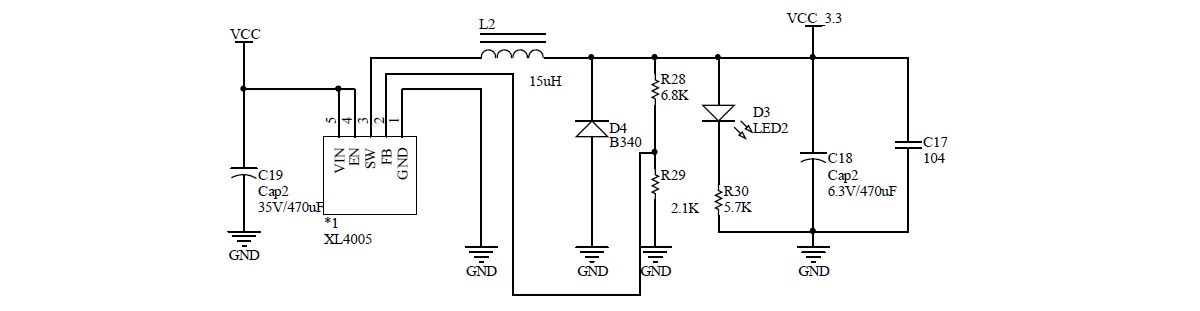 VCC
L2
VCC_3.3
15uH
R28
6.8K
D3
LED2
D4
B340
5
4
3
2
1
VIN
EN
SW
FB
GND
C17
104
C18
Cap2
6.3V/470uF
C19
Cap2
35V/470uF
R29
2.1K
R30
5.7K
*1
XL4005
GND
GND
GND
GND
GND